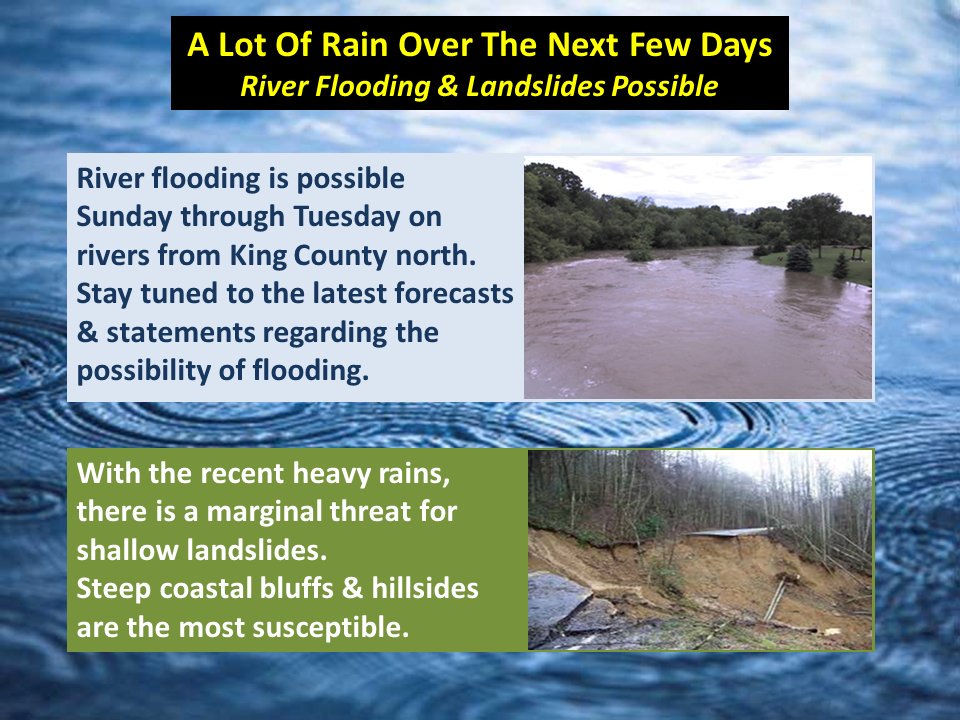 A Lot Of Rain Over The Next Few Days
River Flooding & Landslides Possible
River flooding is possible
Sunday through Tuesday on
rivers from King County north.
Stay tuned to the latest forecasts
& statements regarding the
possibility of flooding.
With the recent heavy rains,
there is a marginal threat for
shallow landslides.
Steep coastal bluffs & hillsides
are the most susceptible.